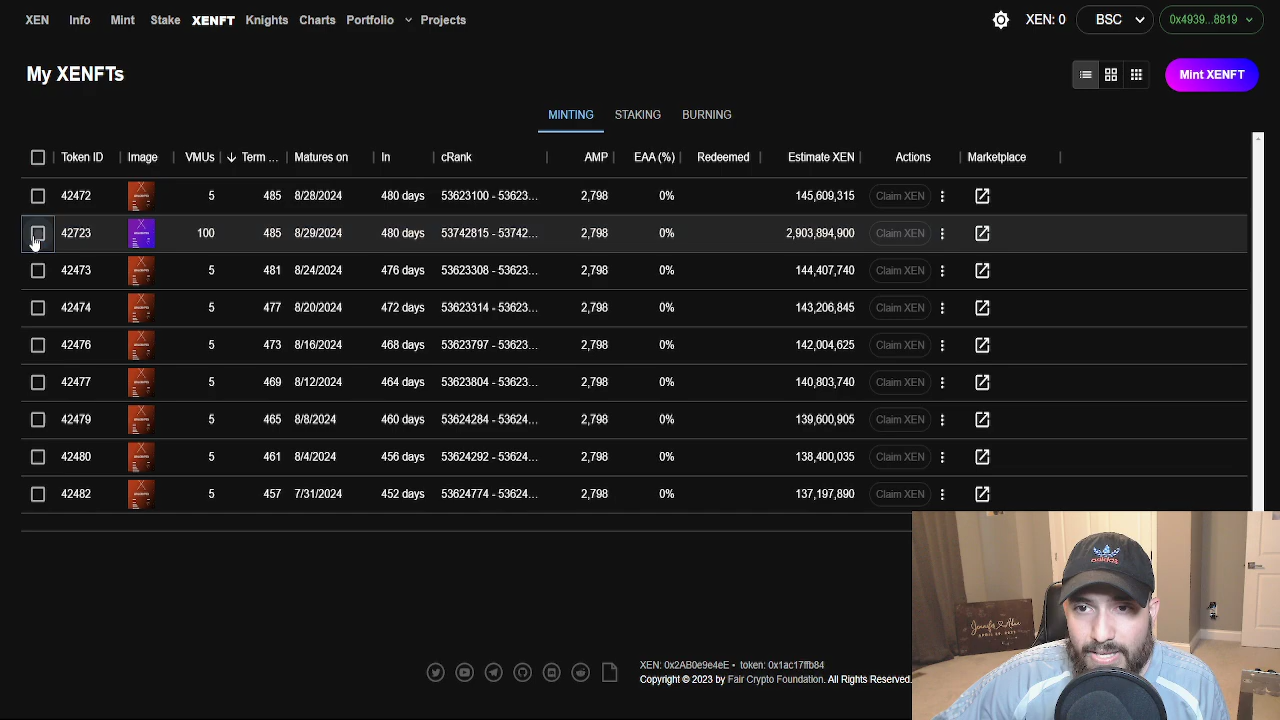 XEN Info Mint Stake XENFT Knights Charts Portfolio Projects XEN: 0 BSC 0x4939...8819
My XENFTs Mint XENFT
MINTING STAKING BURNING
Token ID Image VMUs Term ... Matures on In cRank AMP EAA (%) Redeemed Estimate XEN Actions Marketplace
42472 5 485 8/28/2024 480 days 53623100 - 53623... 2,798 0% 145,609,315 Claim XEN
42723 100 485 8/29/2024 480 days 53742815 - 53742... 2,798 0% 2,903,894,900 Claim XEN
42473 5 481 8/24/2024 476 days 53623308 - 53623... 2,798 0% 144,407,740 Claim XEN
42474 5 477 8/20/2024 472 days 53623314 - 53623... 2,798 0% 143,206,845 Claim XEN
42476 5 473 8/16/2024 468 days 53623797 - 53623... 2,798 0% 142,004,625 Claim XEN
42477 5 469 8/12/2024 464 days 53623804 - 53623... 2,798 0% 140,803,740 Claim XEN
42479 5 465 8/8/2024 460 days 53624284 - 53624... 2,798 0% 139,600,905 Claim XEN
42480 5 461 8/4/2024 456 days 53624292 - 53624... 2,798 0% 138,400,035 Claim XEN
42482 5 457 7/31/2024 452 days 53624774 - 53624... 2,798 0% 137,197,890 Claim XEN
adidas
XEN: 0x2AB0e9e4eE • token: 0x1ac17ffb84
Copyright © 2023 by Fair Crypto Foundation. All Rights Reserved.